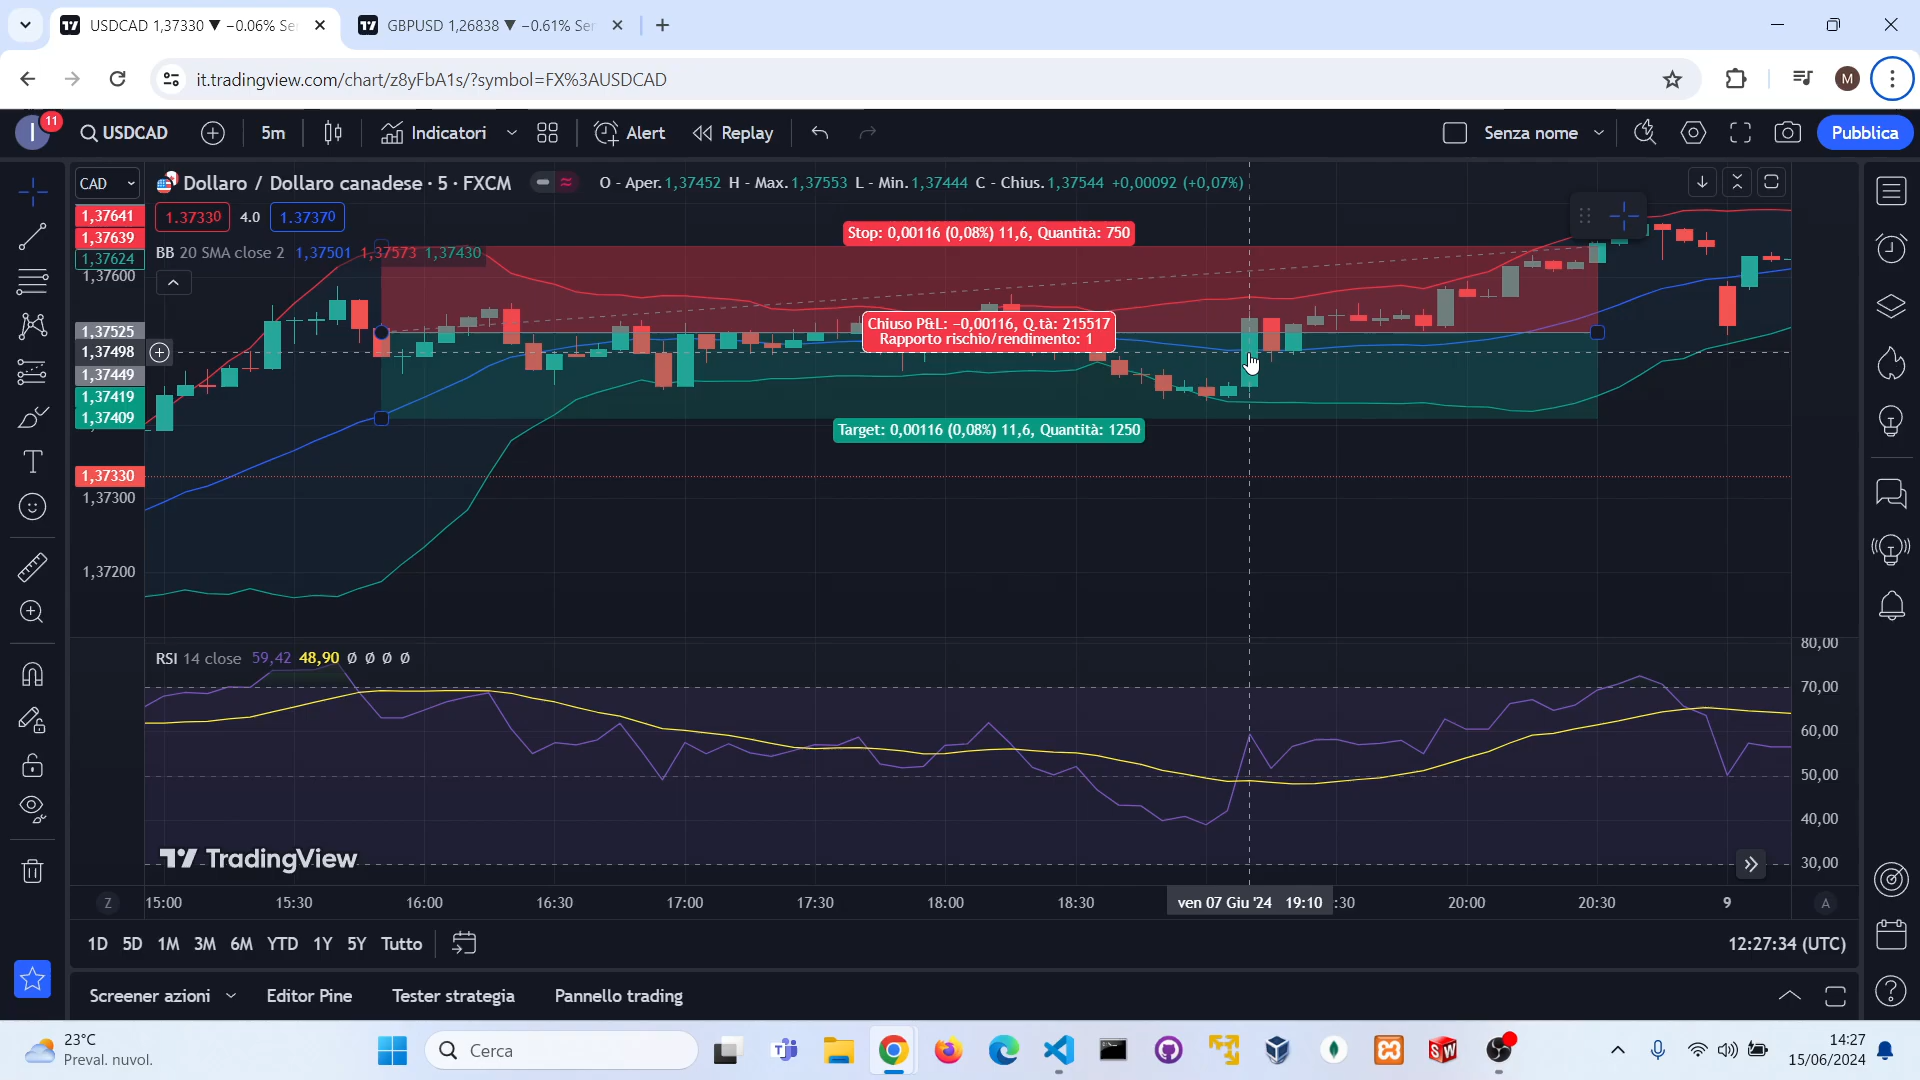 USDCAD 1,37330 ▼ −0.06% Se
GBPUSD 1,26838 ▼ −0.61% Sen
it.tradingview.com/chart/z8yFbA1s/?symbol=FX%3AUSDCAD
M
I
11
USDCAD
5m
Indicatori
Alert
Replay
Senza nome
Pubblica
CAD
Dollaro / Dollaro canadese · 5 · FXCM
O - Aper. 1,37452 H - Max. 1,37553 L - Min. 1,37444 C - Chius. 1,37544 +0,00092 (+0,07%)
1.37330
4.0
1.37370
BB 20 SMA close 2 1,37501 1,37573 1,37430
1,37641
1,37639
1,37624
1,37600
1,37525
1,37498
1,37449
1,37419
1,37409
1,37330
1,37300
1,37200
Stop: 0,00116 (0,08%) 11,6, Quantità: 750
Chiuso P&L: −0,00116, Q.tà: 215517
Rapporto rischio/rendimento: 1
Target: 0,00116 (0,08%) 11,6, Quantità: 1250
RSI 14 close 59,42 48,90 Ø Ø Ø Ø
80,00
70,00
60,00
50,00
40,00
30,00
TradingView
Z
15:00
15:30
16:00
16:30
17:00
17:30
18:00
18:30
ven 07 Giu '24 19:10
:30
20:00
20:30
9
A
1D 5D 1M 3M 6M YTD 1Y 5Y Tutto
12:27:34 (UTC)
Screener azioni
Editor Pine
Tester strategia
Pannello trading
23°C
Preval. nuvol.
Cerca
SW
14:27
15/06/2024